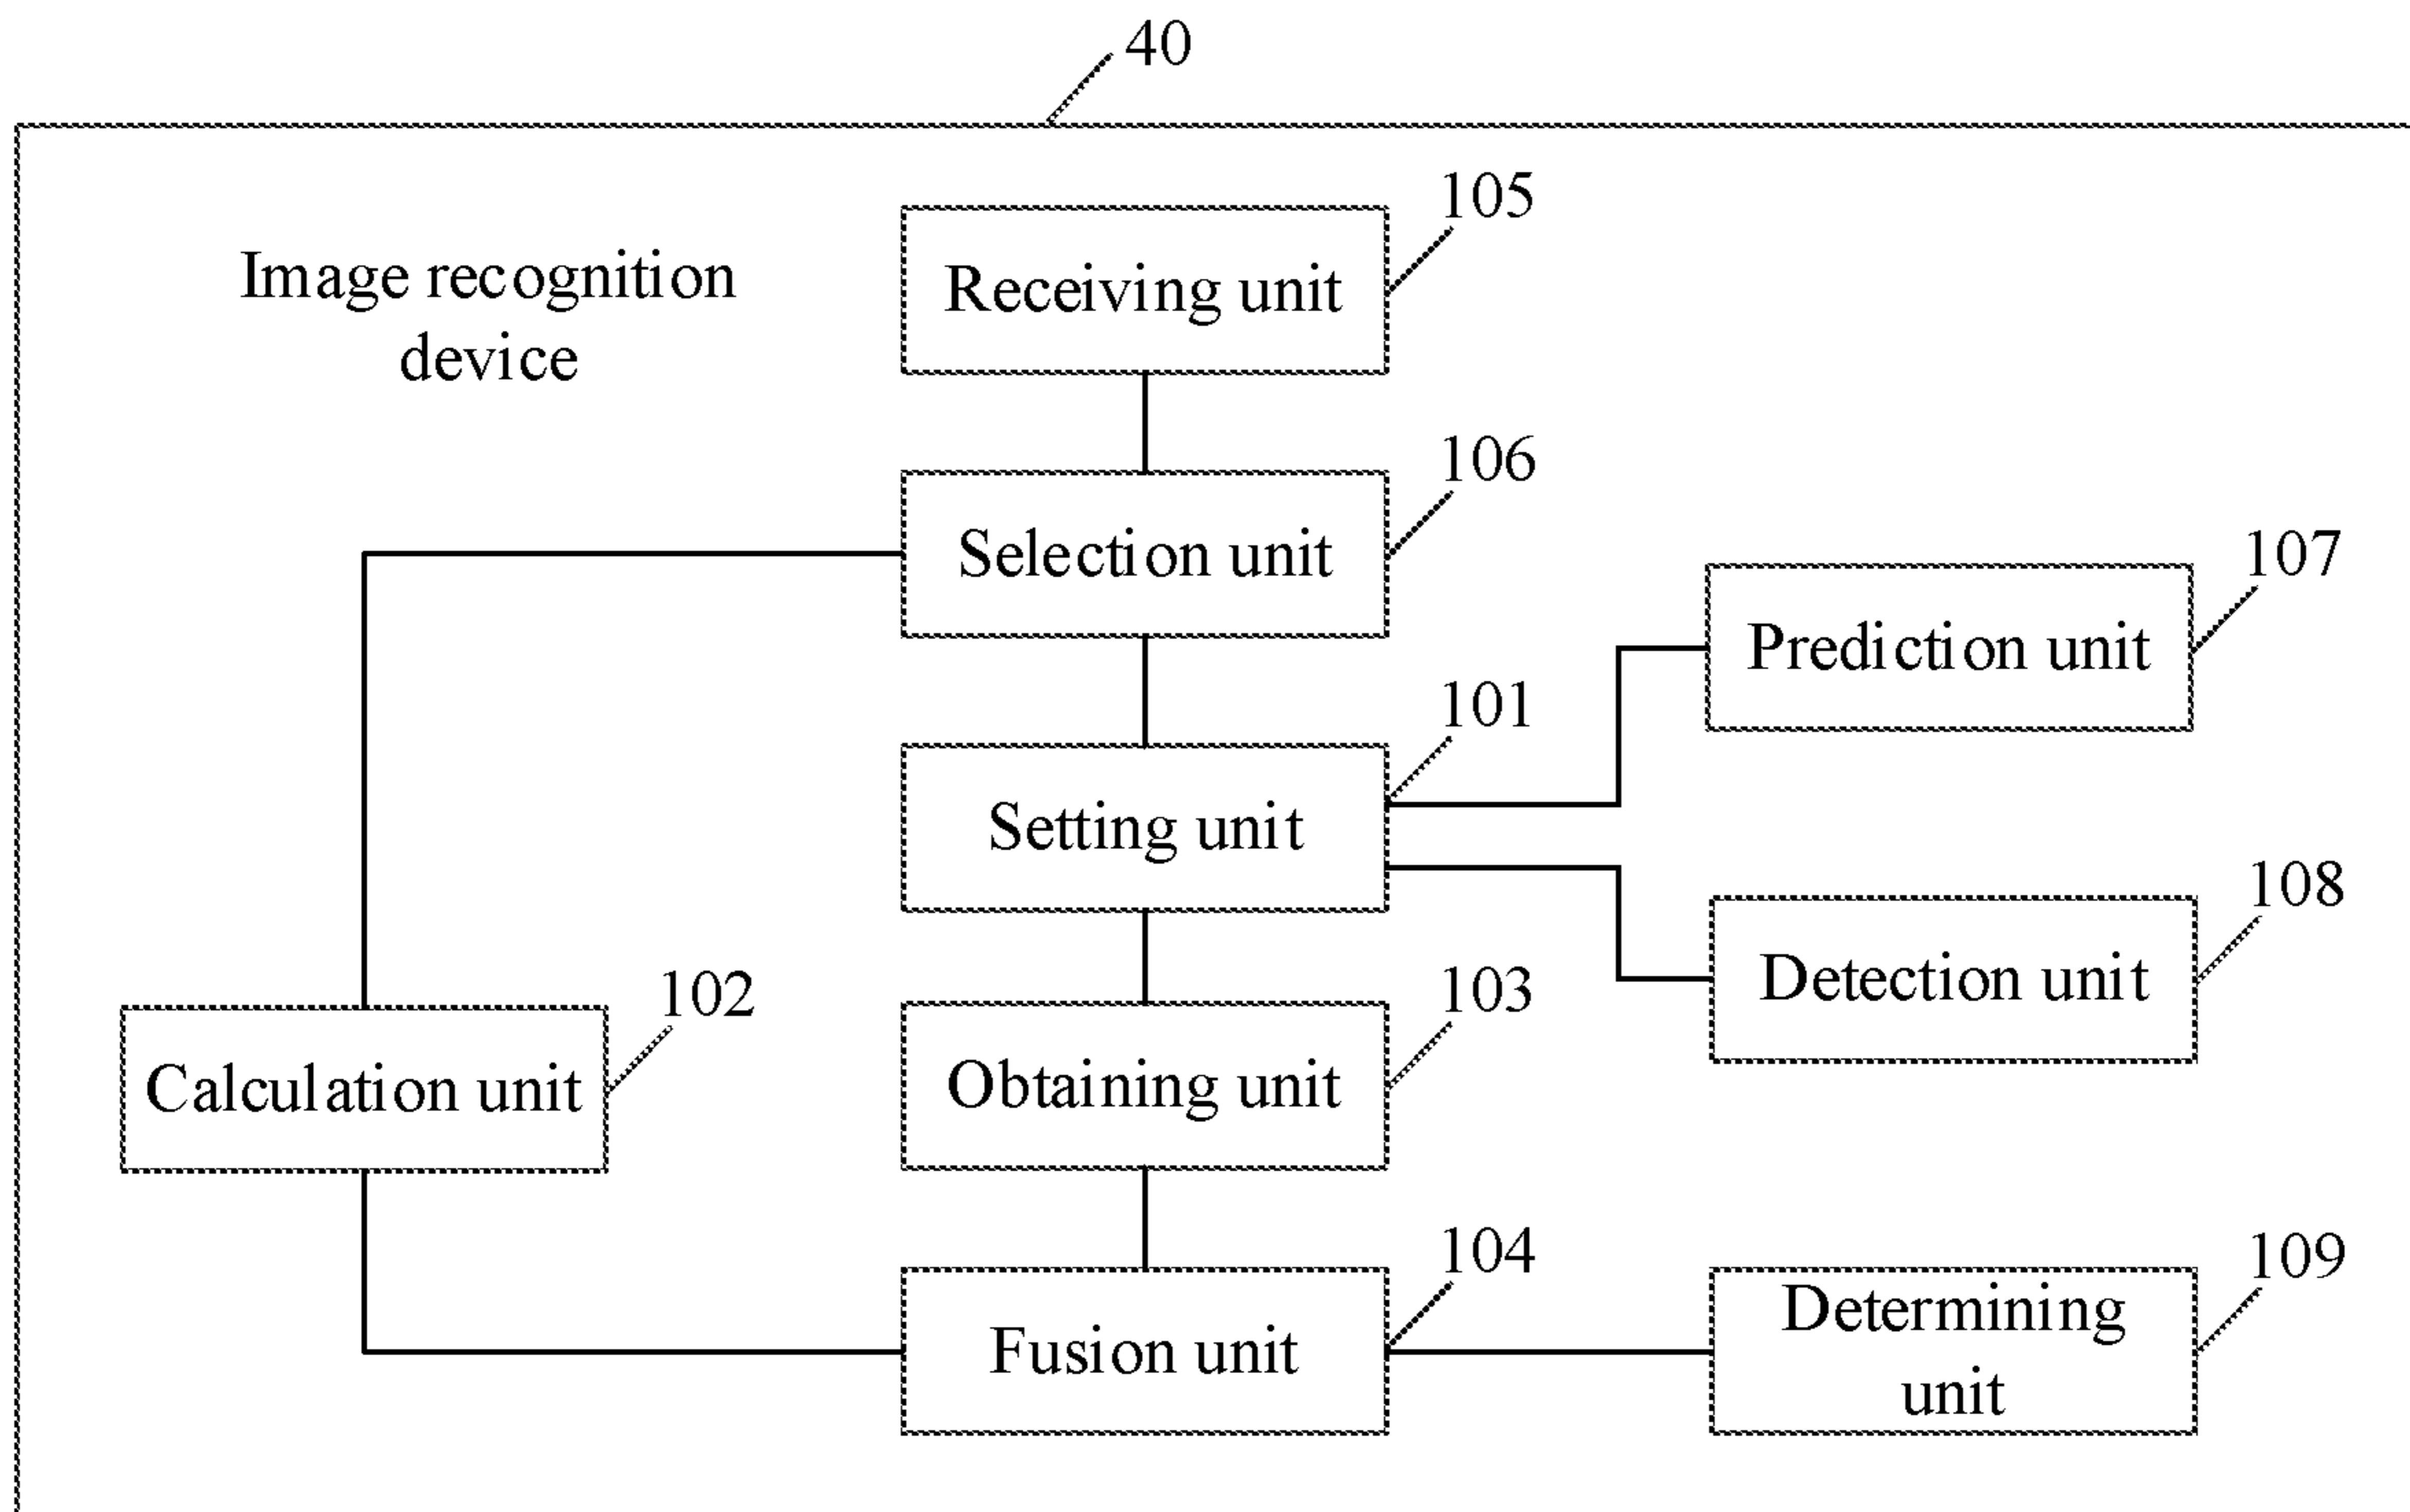 40
105
Image recognition
device
Receiving unit
106
Selection unit
107
Prediction unit
101
Setting unit
108
Detection unit
102
Calculation unit
103
Obtaining unit
104
Fusion unit
109
Determining
unit